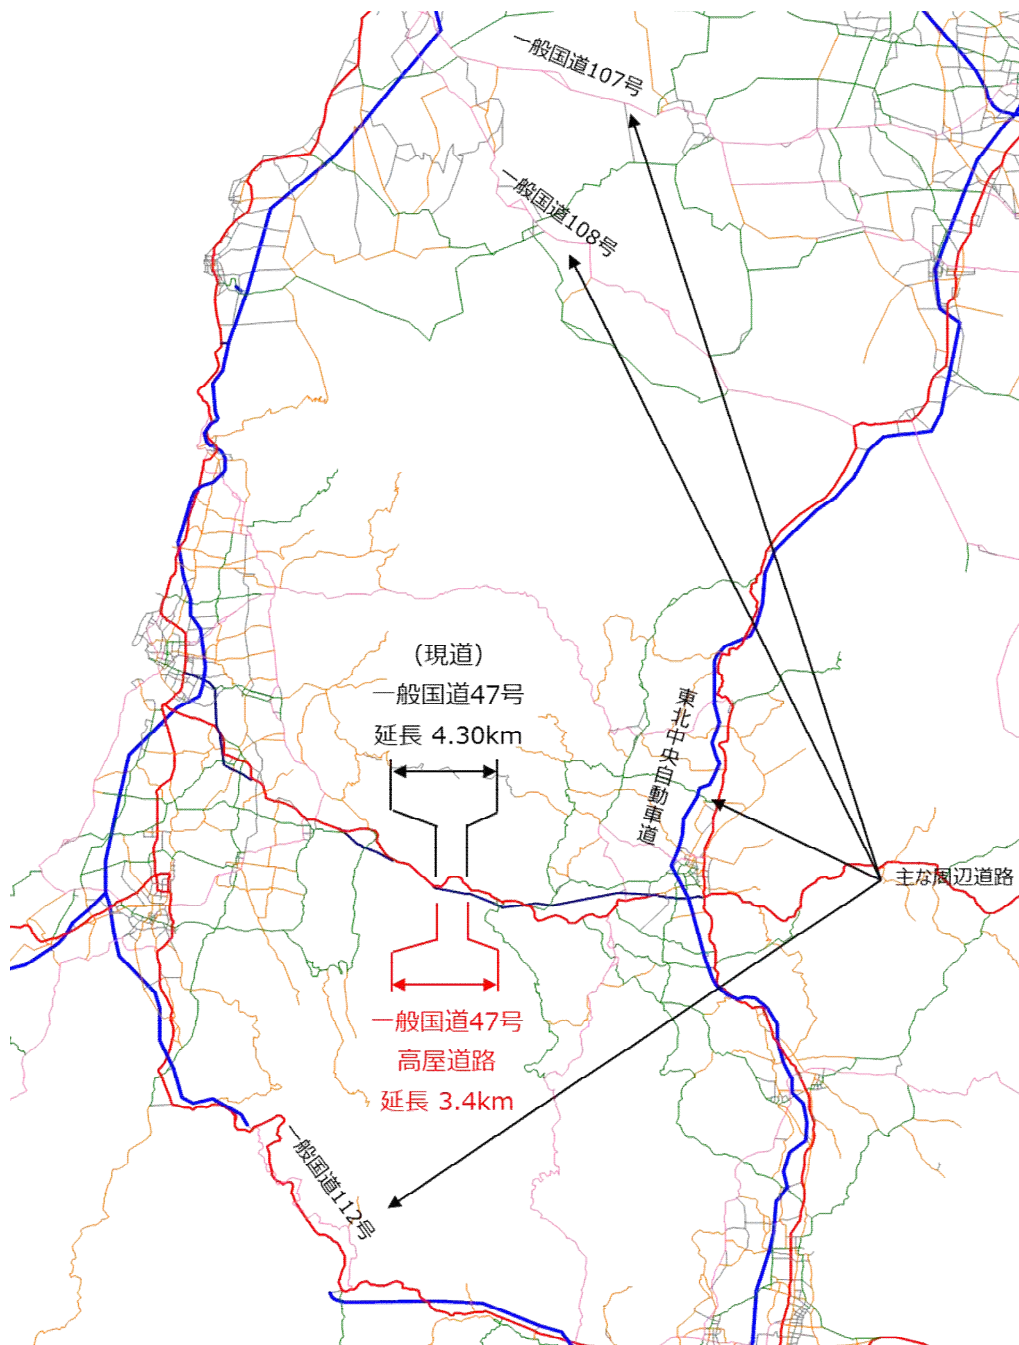 一般国道107号
一般国道108号
（現道）
一般国道47号
延長 4.30km
東北中央自動車道
主な周辺道路
一般国道47号
高屋道路
延長 3.4km
一般国道112号